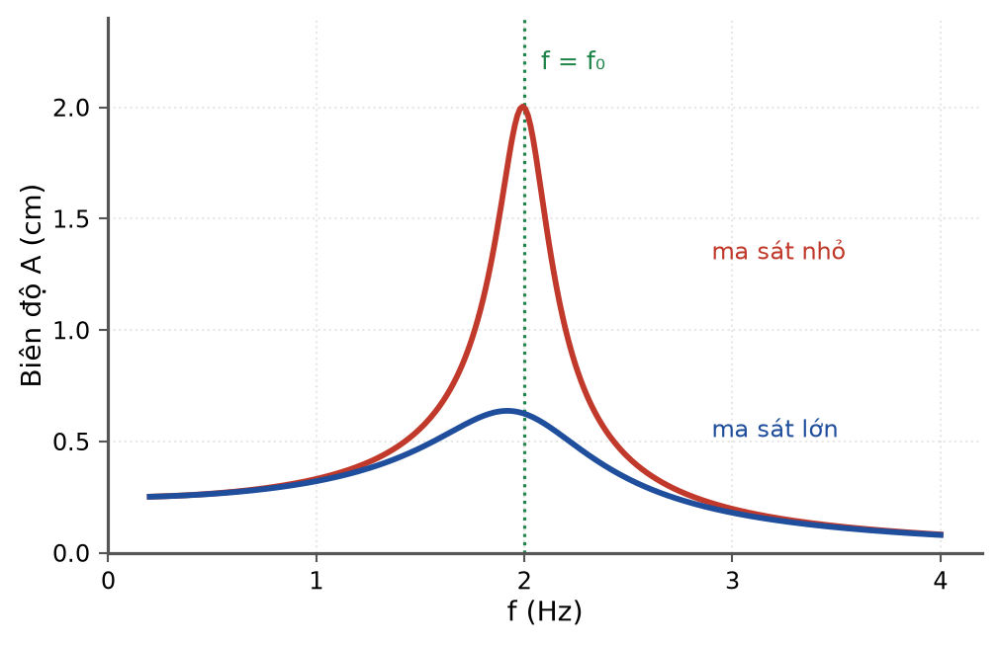 f = f₀
2.0
1.5
1.0
0.5
0.0
Biên độ A (cm)
ma sát nhỏ
ma sát lớn
0 1 2 3 4
f (Hz)